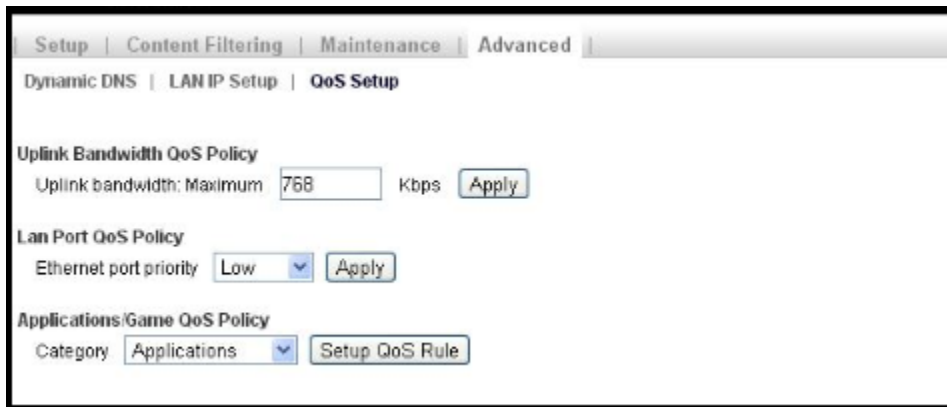 Setup | Content Filtering | Maintenance | Advanced |
Dynamic DNS | LAN IP Setup | QoS Setup
Uplink Bandwidth QoS Policy
Uplink bandwidth: Maximum 768 Kbps Apply
Lan Port QoS Policy
Ethernet port priority Low Apply
Applications/Game QoS Policy
Category Applications Setup QoS Rule